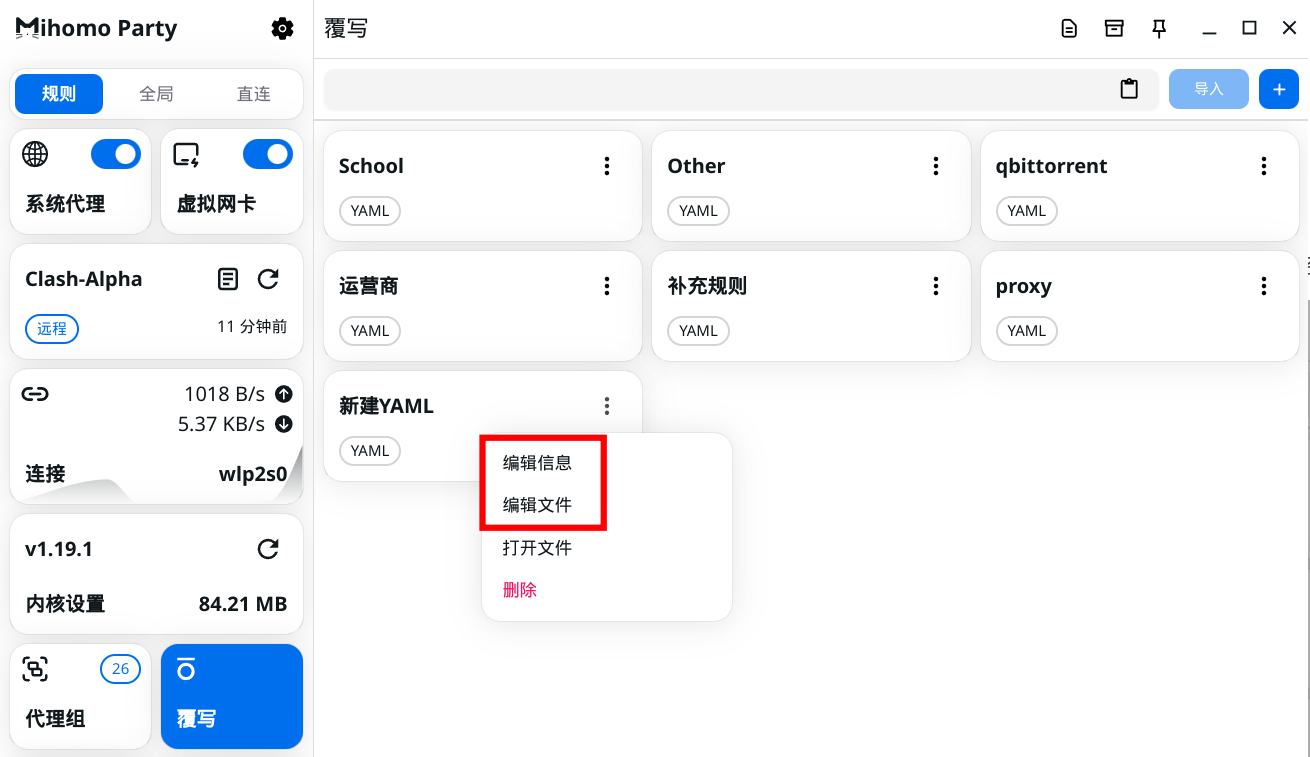 Mihomo Party
规则
全局
直连
系统代理
虚拟网卡
Clash-Alpha
远程
11 分钟前
1018 B/s
5.37 KB/s
连接
wlp2s0
v1.19.1
内核设置
84.21 MB
26
代理组
覆写
覆写
导入
School
YAML
Other
YAML
qbittorrent
YAML
运营商
YAML
补充规则
YAML
proxy
YAML
新建YAML
YAML
编辑信息
编辑文件
打开文件
删除